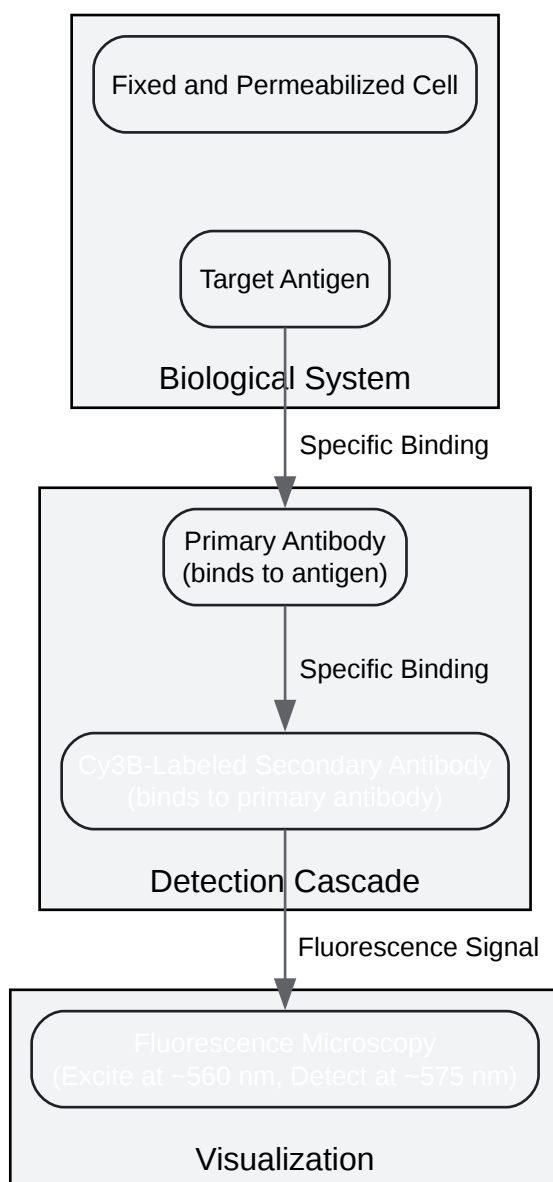 Fixed and Permeabilized Cell
Target Antigen
Biological System
Specific Binding
Primary Antibody
(binds to antigen)
Specific Binding
Cy3B-Labeled Secondary Antibody
(binds to primary antibody)
Detection Cascade
Fluorescence Signal
Fluorescence Microscopy
(Excite at ~560 nm, Detect at ~575 nm)
Visualization